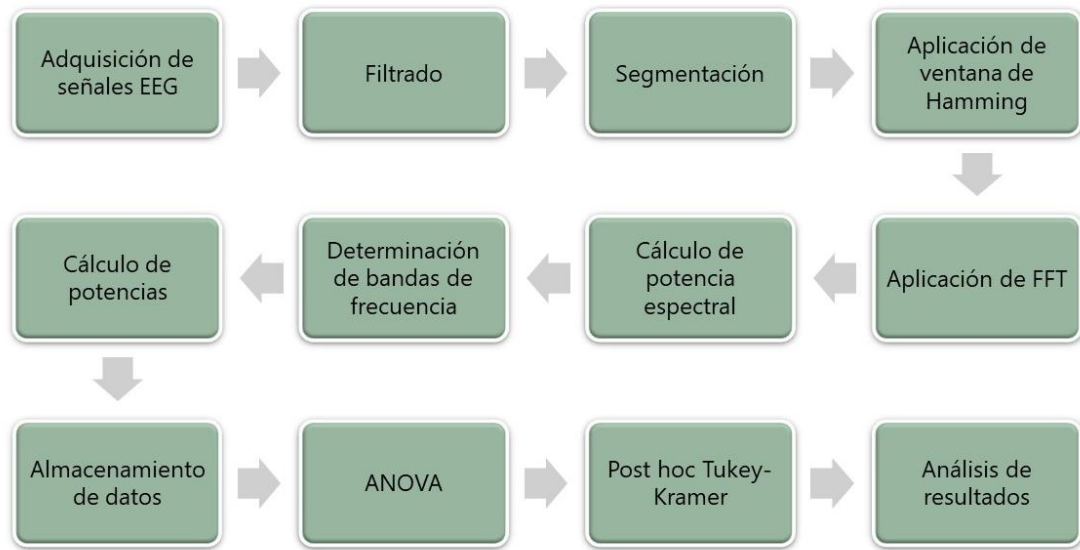 Adquisición de
señales EEG
Filtrado
Segmentación
Aplicación de
ventana de
Hamming
Aplicación de FFT
Cálculo de
potencia
espectral
Determinación
de bandas de
frecuencia
Cálculo de
potencias
Almacenamiento
de datos
ANOVA
Post hoc Tukey-
Kramer
Análisis de
resultados